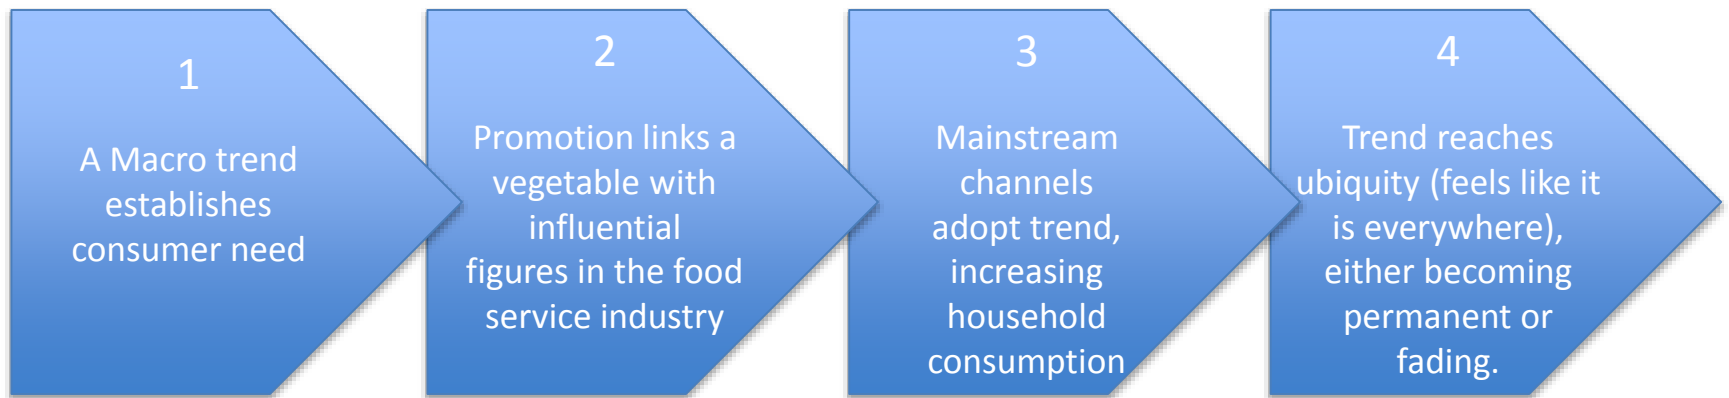 1
A Macro trend
establishes
consumer need
2
Promotion links a
vegetable with
influential
figures in the food
service industry
3
Mainstream
channels
adopt trend,
increasing
household
consumption
4
Trend reaches
ubiquity (feels like it
is everywhere),
either becoming
permanent or
fading.